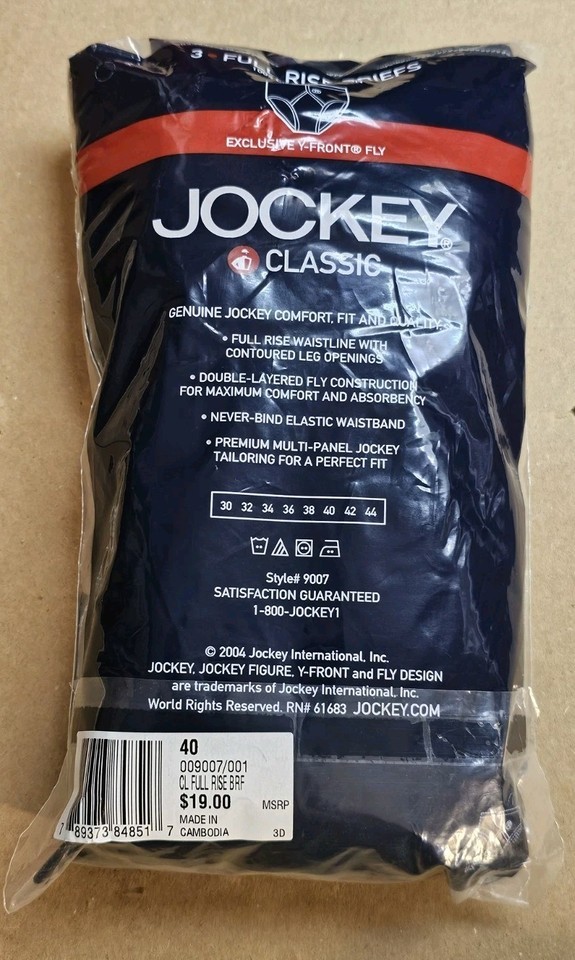 3 - FULL RISE BRIEFS
EXCLUSIVE Y-FRONT® FLY
JOCKEY®
CLASSIC
GENUINE JOCKEY COMFORT, FIT AND QUALITY
• FULL RISE WAISTLINE WITH
CONTOURED LEG OPENINGS
• DOUBLE-LAYERED FLY CONSTRUCTION
FOR MAXIMUM COMFORT AND ABSORBENCY
• NEVER-BIND ELASTIC WAISTBAND
• PREMIUM MULTI-PANEL JOCKEY
TAILORING FOR A PERFECT FIT
30 32 34 36 38 40 42 44
Style# 9007
SATISFACTION GUARANTEED
1-800-JOCKEY1
© 2004 Jockey International, Inc.
JOCKEY, JOCKEY FIGURE, Y-FRONT and FLY DESIGN
are trademarks of Jockey International, Inc.
World Rights Reserved. RN# 61683 JOCKEY.COM
40
009007/001
CL FULL RISE BRF
$19.00 MSRP
MADE IN
CAMBODIA 3D
7 89373 84851 7